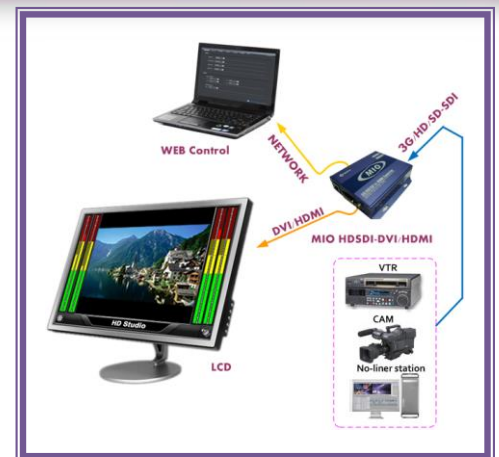 WEB Control
NETWORK
3G/HD/SD-SDI
MIO
DVI/HDMI
MIO HDSDI-DVI/HDMI
VTR
CAM
No-liner station
HD Studio
LCD